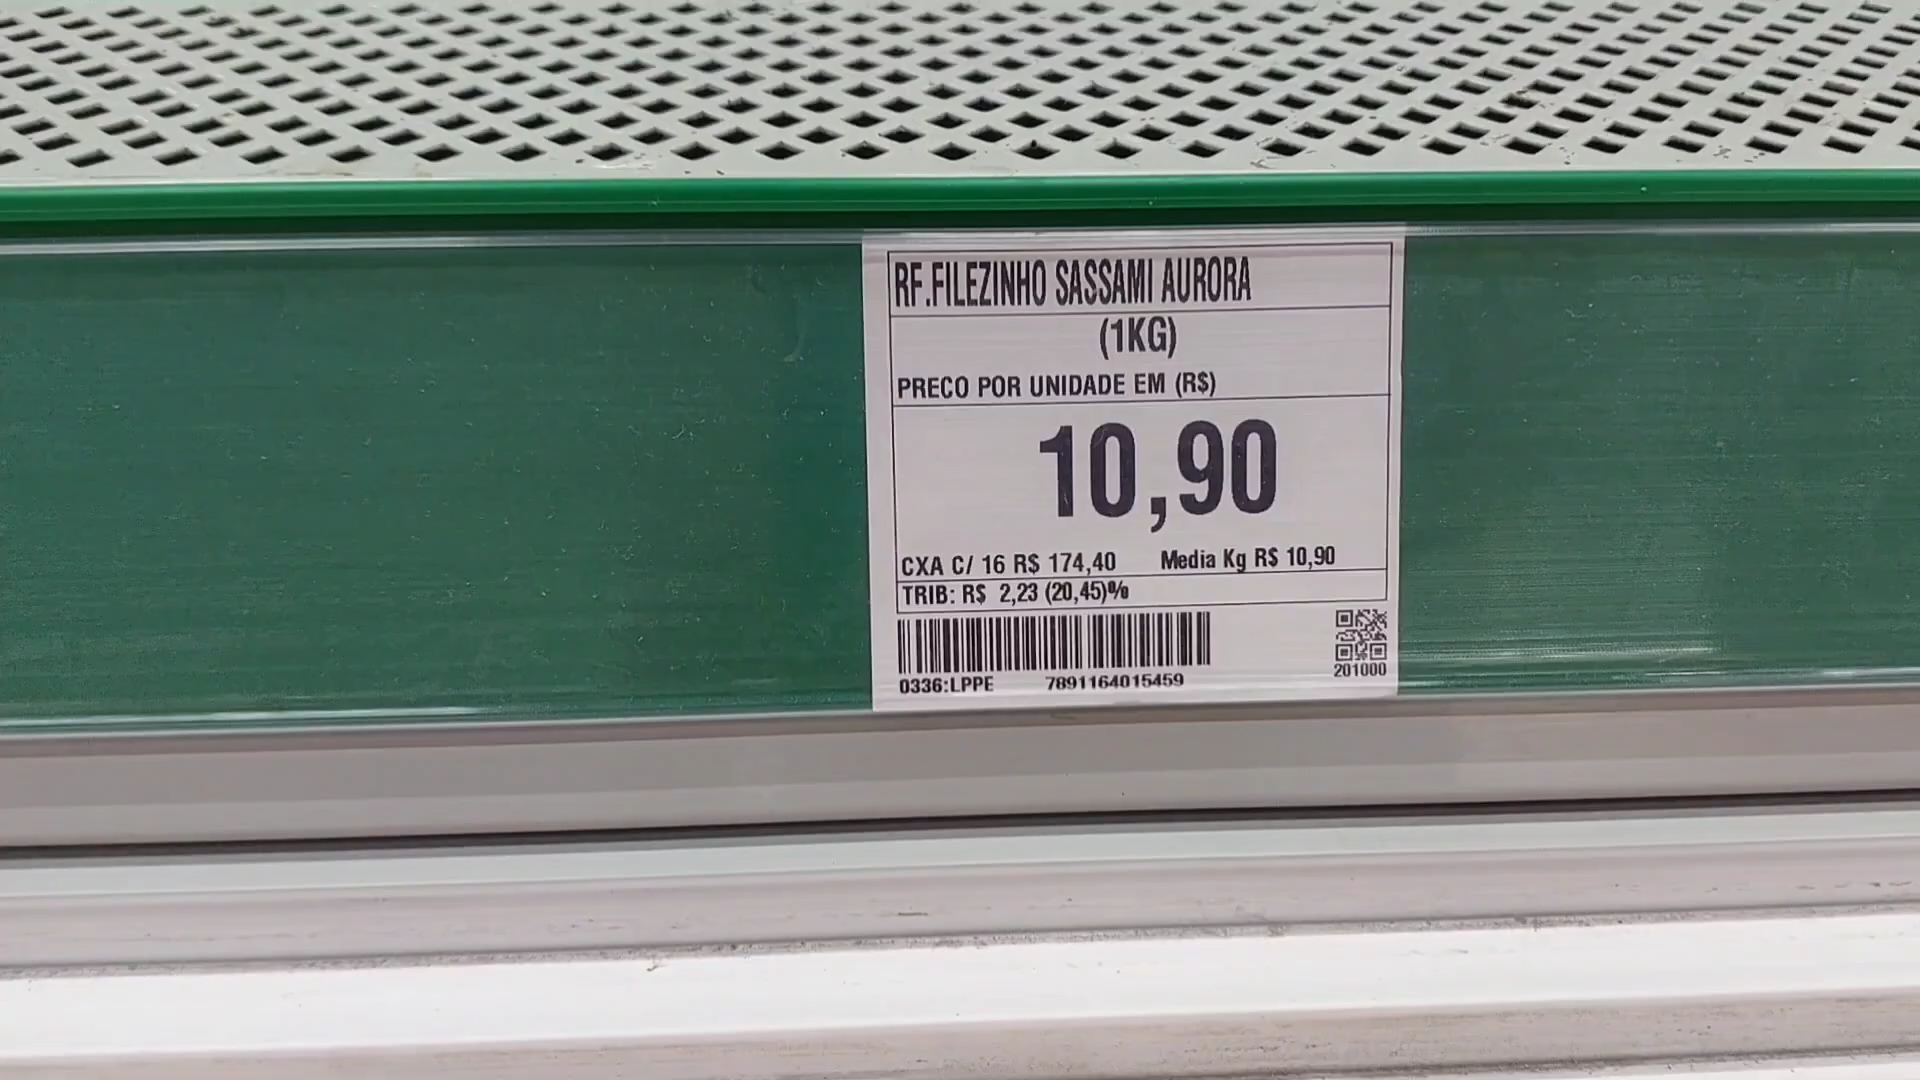 RF.FILEZINHO SASSAMI AURORA
(1KG)
PRECO POR UNIDADE EM (R$)
10,90
CXA C/ 16 R$ 174,40 Media Kg R$ 10,90
TRIB: R$ 2,23 (20,45)%
0336:LPPE 7891164015459 201000